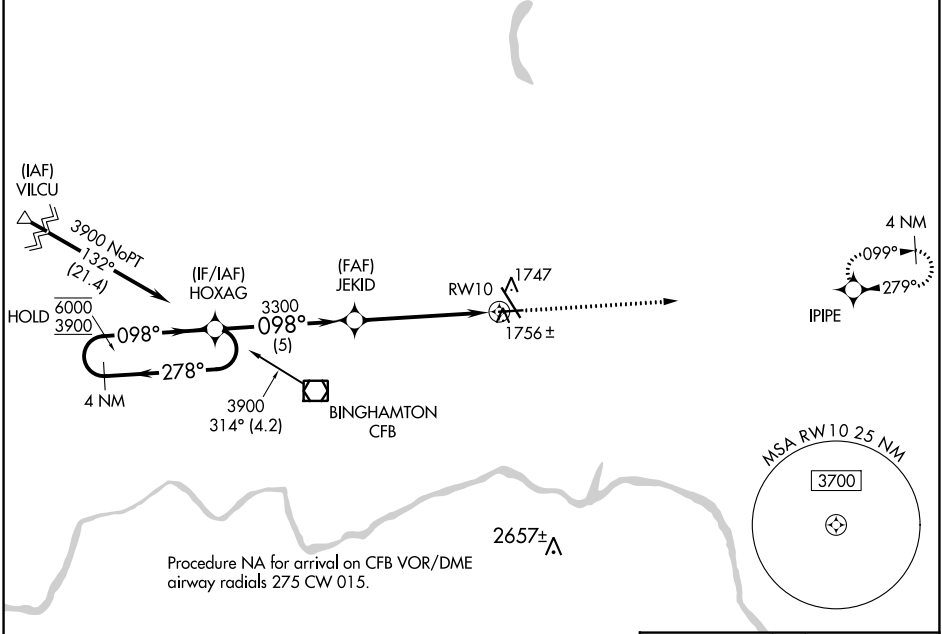 (IAF)
VILCU
3900 NoPT
132°
(21.4)
HOLD
6000
3900
098°
278°
4 NM
(IF/IAF)
HOXAG
3300
098°
(5)
(FAF)
JEKID
RW10
1747
1756 ±
4 NM
099°
279°
IPIPE
3900
314° (4.2)
BINGHAMTON
CFB
MSA RW10 25 NM
3700
2657±
Procedure NA for arrival on CFB VOR/DME
airway radials 275 CW 015.